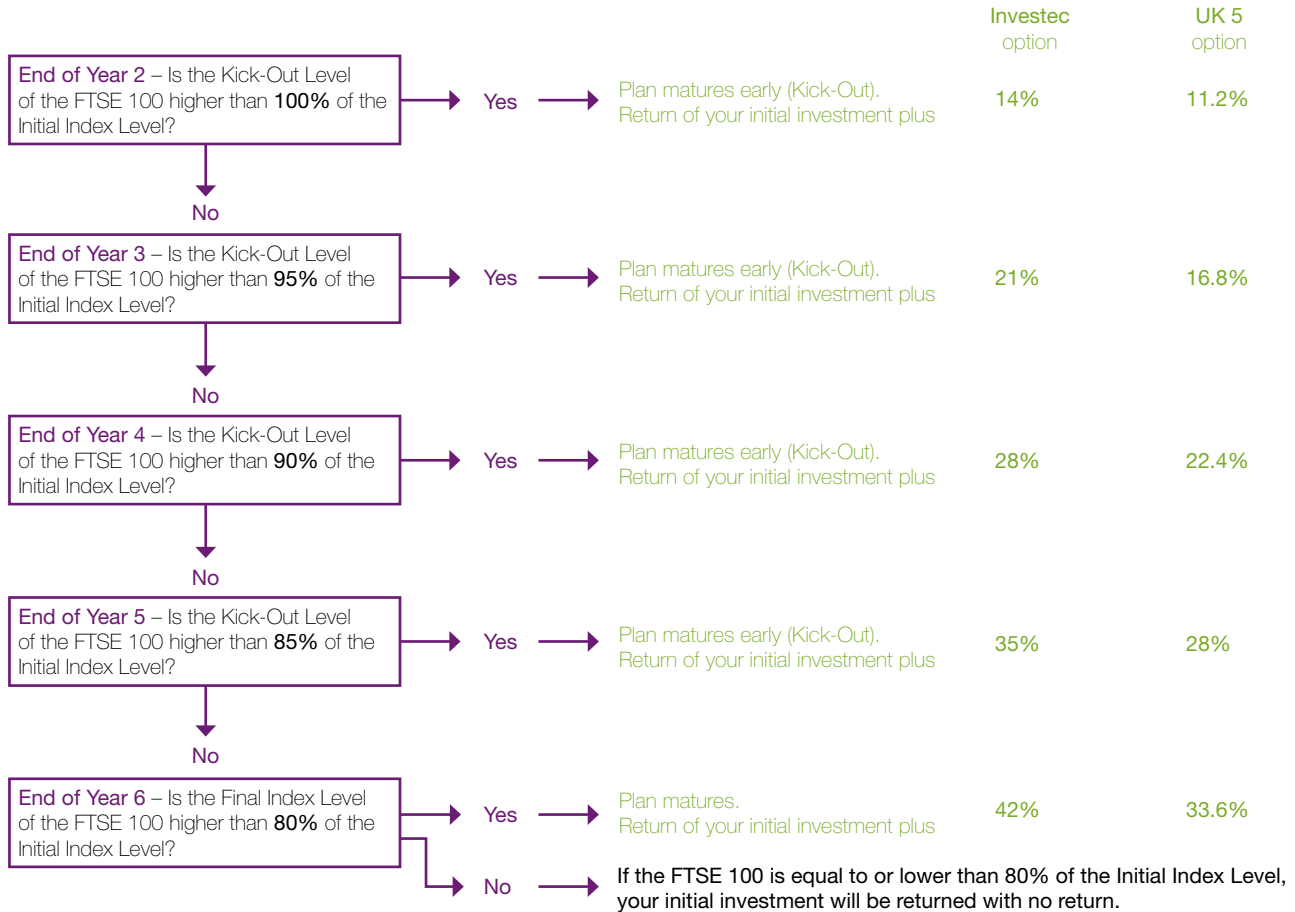 Investec UK 5
option option
End of Year 2 – Is the Kick-Out Level
of the FTSE 100 higher than 100% of the
Initial Index Level?
Yes
Plan matures early (Kick-Out).
Return of your initial investment plus
14% 11.2%
No
End of Year 3 – Is the Kick-Out Level
of the FTSE 100 higher than 95% of the
Initial Index Level?
Yes
Plan matures early (Kick-Out).
Return of your initial investment plus
21% 16.8%
No
End of Year 4 – Is the Kick-Out Level
of the FTSE 100 higher than 90% of the
Initial Index Level?
Yes
Plan matures early (Kick-Out).
Return of your initial investment plus
28% 22.4%
No
End of Year 5 – Is the Kick-Out Level
of the FTSE 100 higher than 85% of the
Initial Index Level?
Yes
Plan matures early (Kick-Out).
Return of your initial investment plus
35% 28%
No
End of Year 6 – Is the Final Index Level
of the FTSE 100 higher than 80% of the
Initial Index Level?
Yes
Plan matures.
Return of your initial investment plus
42% 33.6%
No
If the FTSE 100 is equal to or lower than 80% of the Initial Index Level,
your initial investment will be returned with no return.